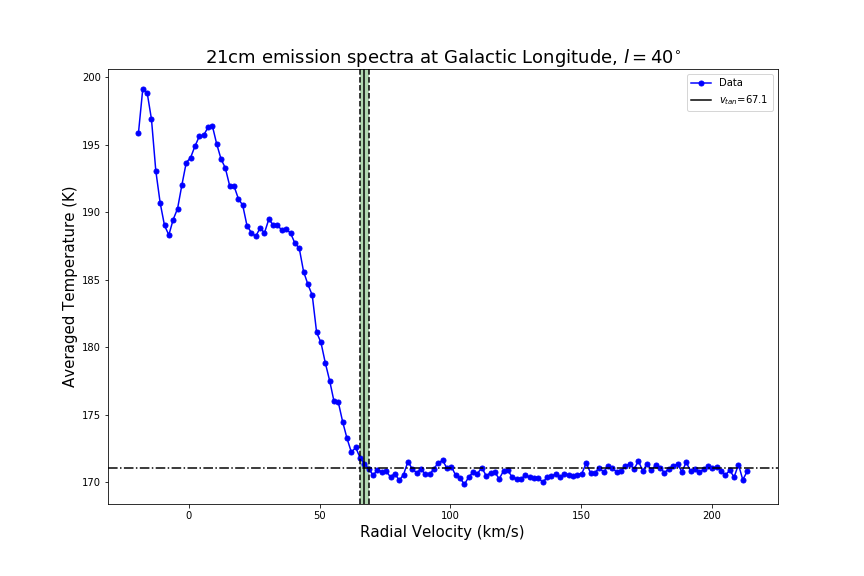 21cm emission spectra at Galactic Longitude, l = 40°
Data
v_tan=67.1
200
195
190
185
180
175
170
Averaged Temperature (K)
0
50
100
150
200
Radial Velocity (km/s)